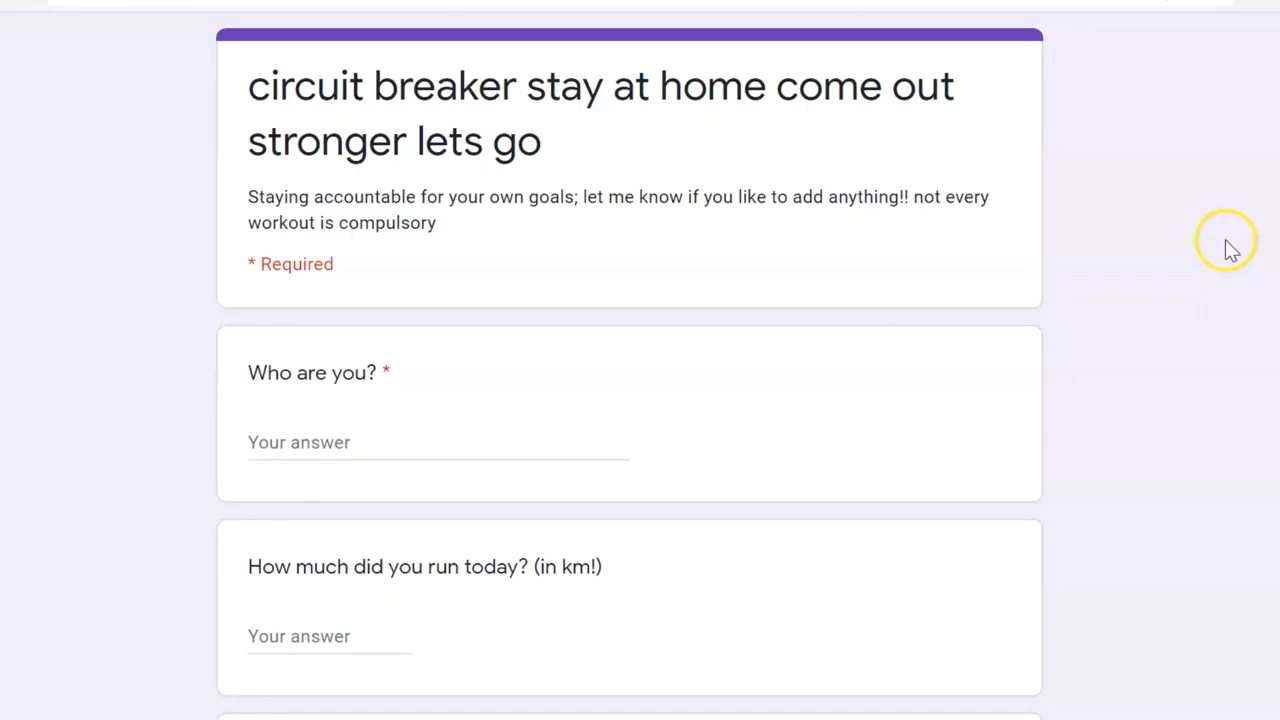 circuit breaker stay at home come out
stronger lets go
Staying accountable for your own goals; let me know if you like to add anything!! not every
workout is compulsory
* Required
Who are you? *
Your answer
How much did you run today? (in km!)
Your answer